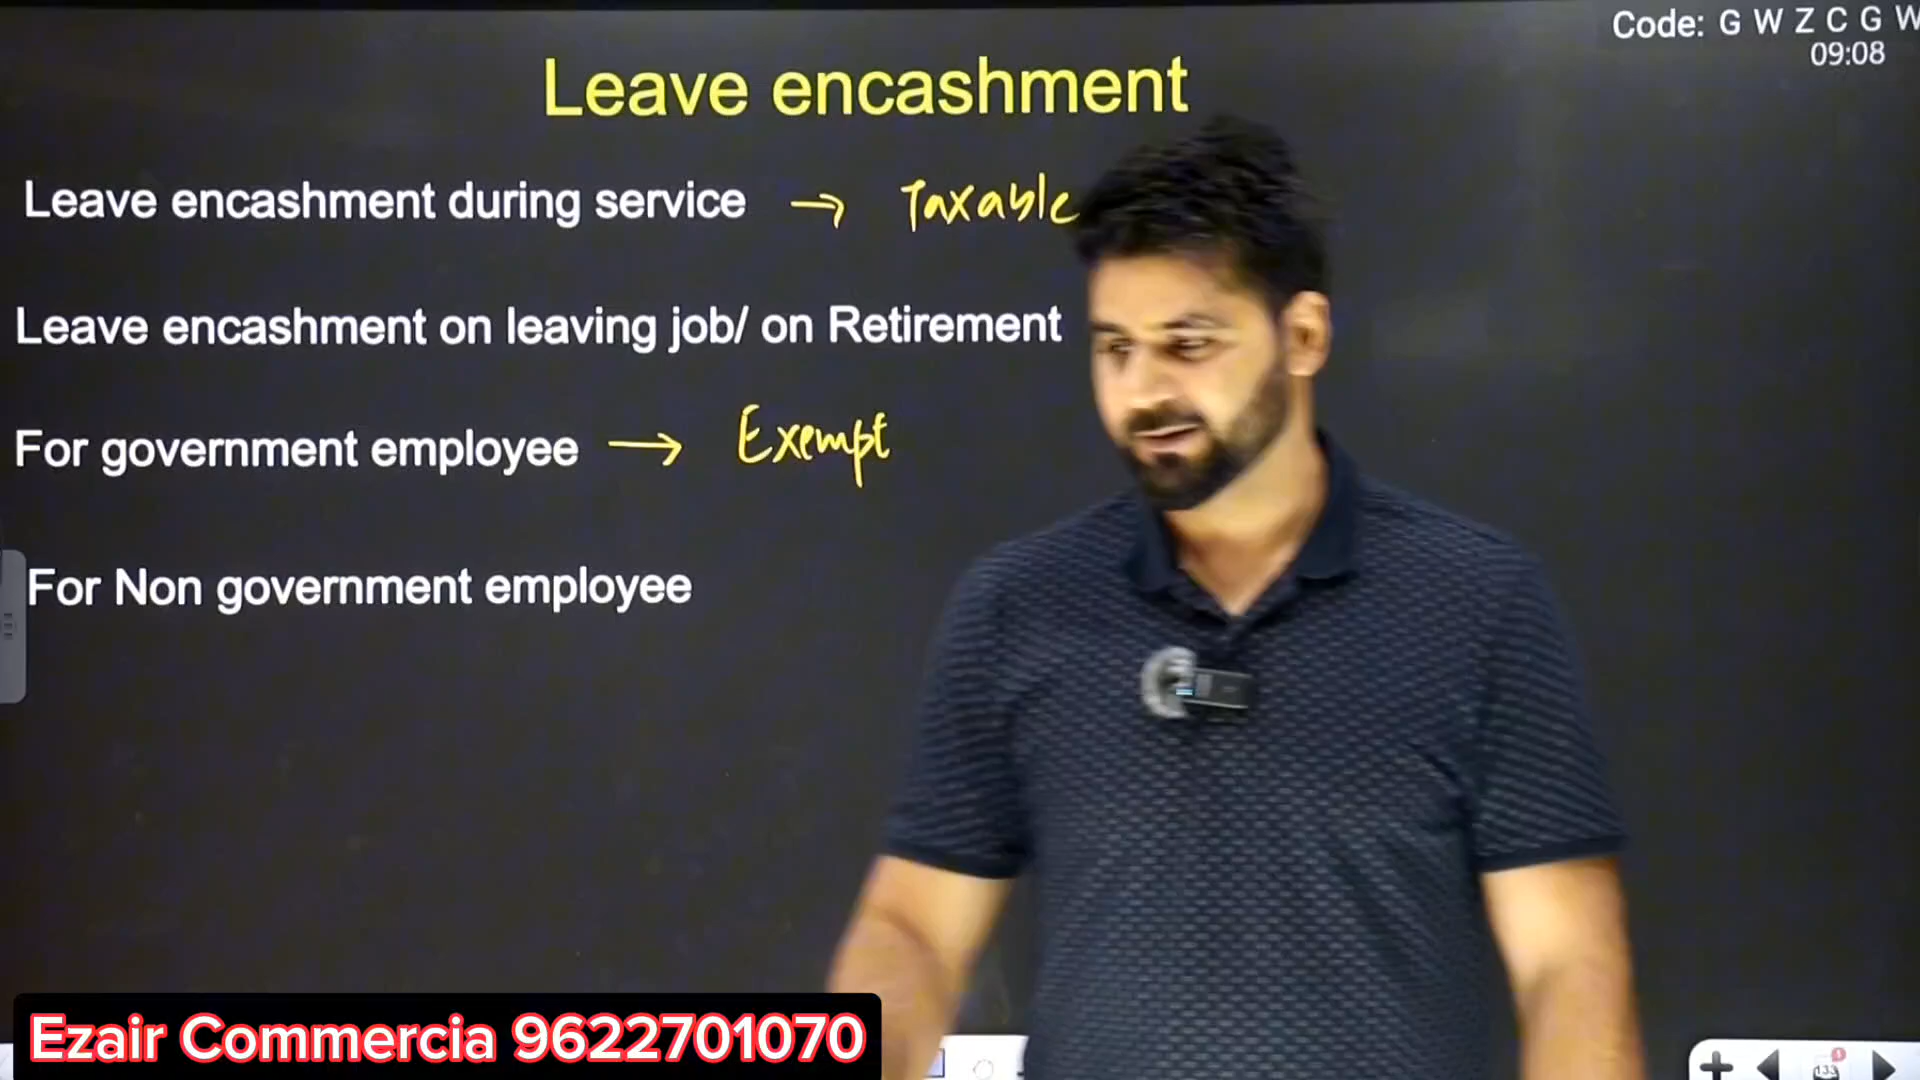 Code: G W Z C G W
09:08
Leave encashment
Leave encashment during service → Taxable
Leave encashment on leaving job/ on Retirement
For government employee → Exempt
For Non government employee
Ezair Commercia 9622701070
133